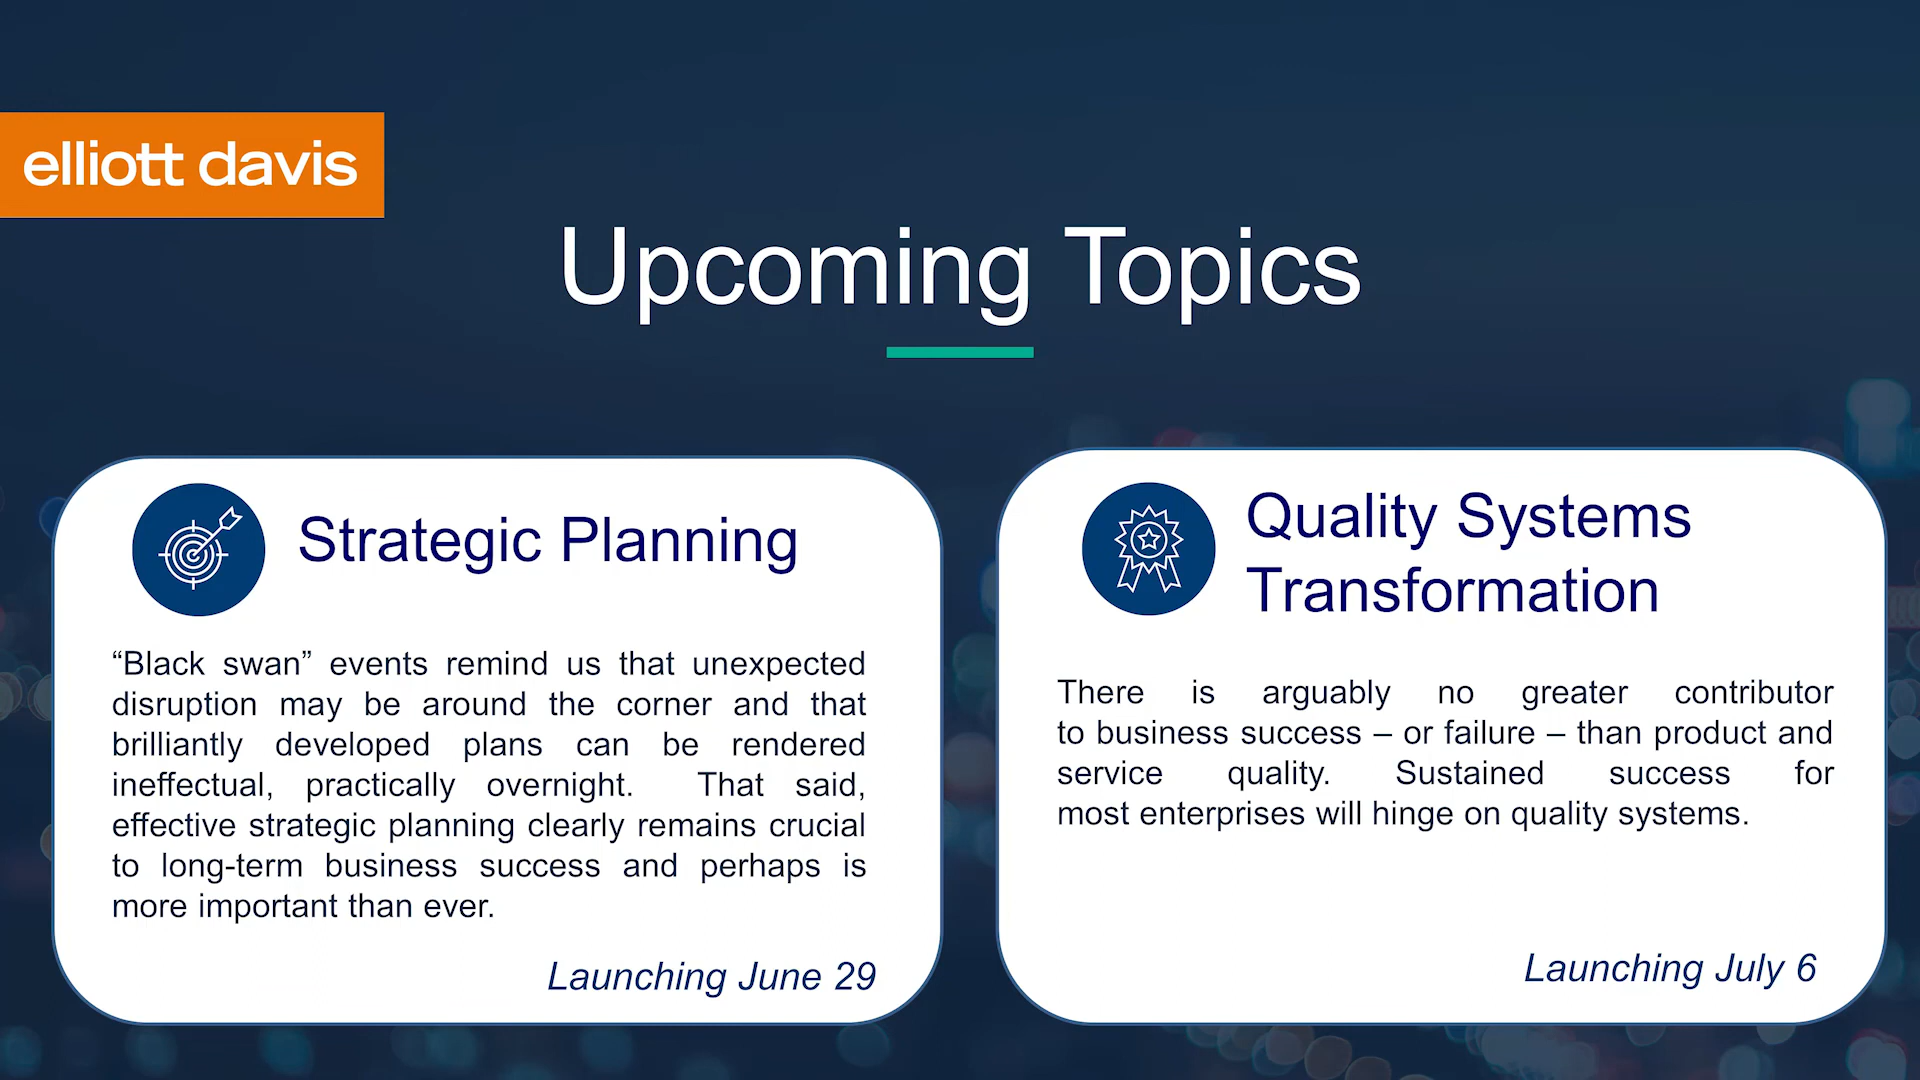 elliott davis
Upcoming Topics
Strategic Planning
“Black swan” events remind us that unexpected
disruption may be around the corner and that
brilliantly developed plans can be rendered
ineffectual, practically overnight. That said,
effective strategic planning clearly remains crucial
to long-term business success and perhaps is
more important than ever.
Launching June 29
Quality Systems
Transformation
There is arguably no greater contributor
to business success – or failure – than product and
service quality. Sustained success for
most enterprises will hinge on quality systems.
Launching July 6